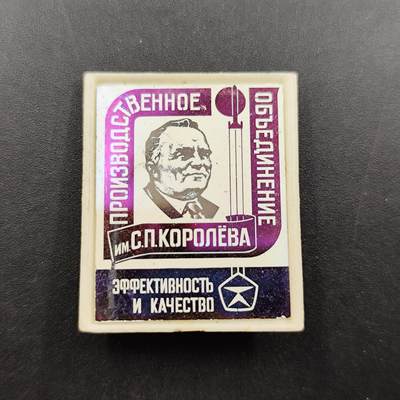 ПРОИЗВОДСТВЕННОЕ
ОБЪЕДИНЕНИЕ
ИМ. С.П.КОРОЛЁВА
ЭФФЕКТИВНОСТЬ
И КАЧЕСТВО